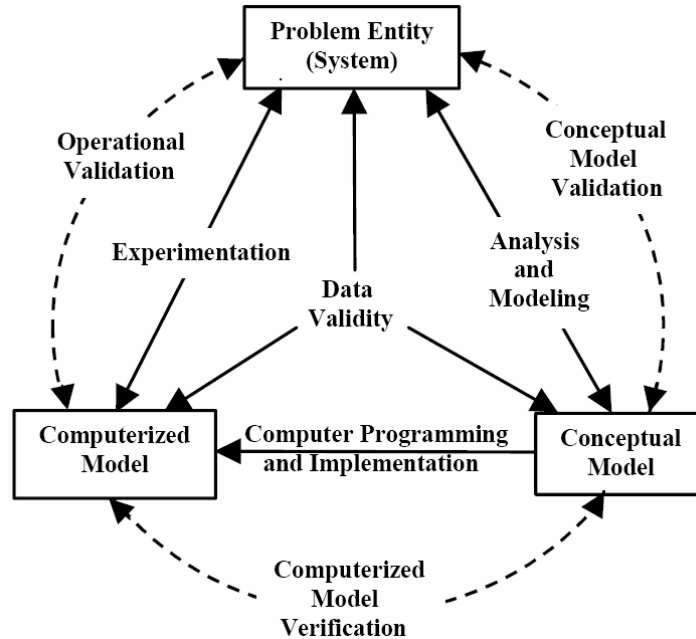 Problem Entity
(System)
Operational
Validation
Conceptual
Model
Validation
Experimentation
Analysis
and
Modeling
Data
Validity
Computerized
Model
Computer Programming
and Implementation
Conceptual
Model
Computerized
Model
Verification